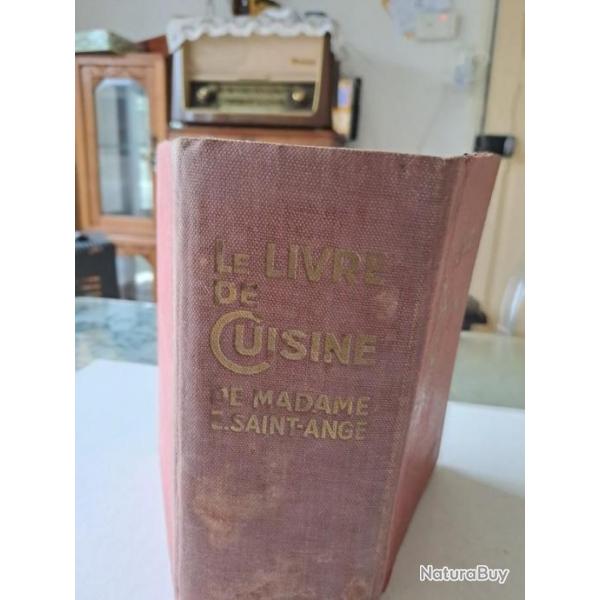 LE LIVRE
DE
CUISINE
DE MADAME
E.SAINT-ANGE
NaturaBuy